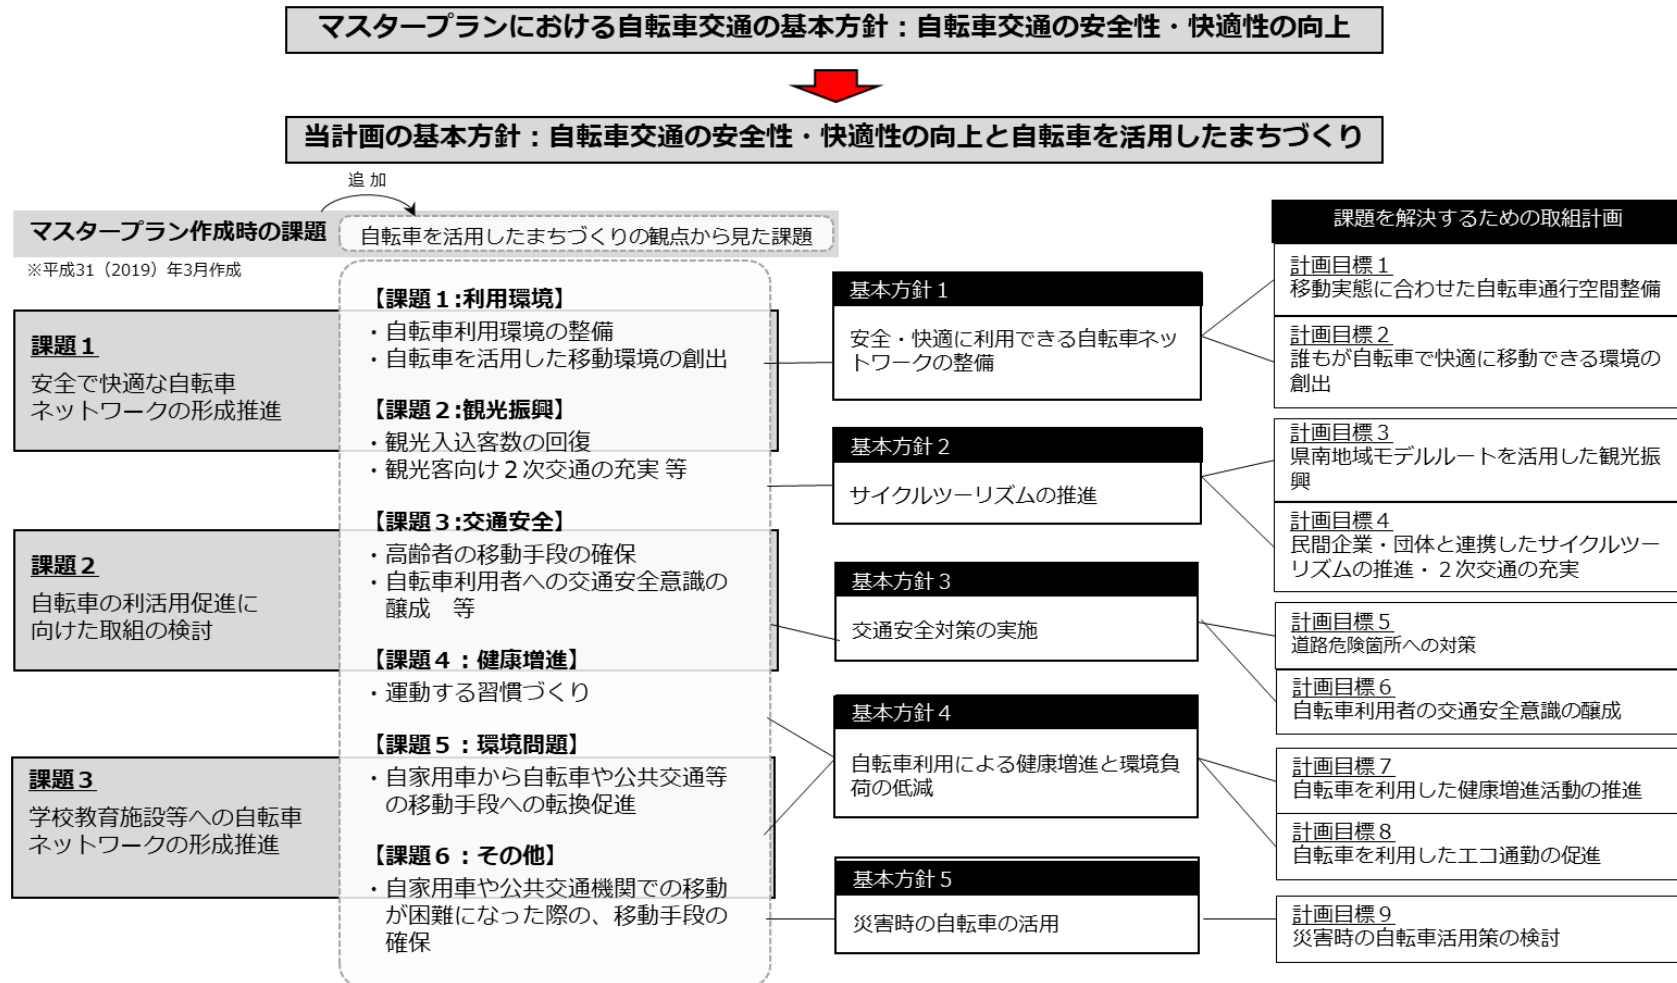 マスタープランにおける自転車交通の基本方針：自転車交通の安全性・快適性の向上
当計画の基本方針：自転車交通の安全性・快適性の向上と自転車を活用したまちづくり
追 加
マスタープラン作成時の課題
自転車を活用したまちづくりの観点から見た課題
※平成31（2019）年3月作成
課題１
安全で快適な自転車
ネットワークの形成推進
課題２
自転車の利活用促進に
向けた取組の検討
課題３
学校教育施設等への自転車
ネットワークの形成推進
【課題１:利用環境】
・自転車利用環境の整備
・自転車を活用した移動環境の創出
【課題２:観光振興】
・観光入込客数の回復
・観光客向け２次交通の充実 等
【課題３:交通安全】
・高齢者の移動手段の確保
・自転車利用者への交通安全意識の
醸成　等
【課題４：健康増進】
・運動する習慣づくり
【課題５：環境問題】
・自家用車から自転車や公共交通等
の移動手段への転換促進
【課題６：その他】
・自家用車や公共交通機関での移動
が困難になった際の、移動手段の
確保
基本方針１
安全・快適に利用できる自転車ネッ
トワークの整備
基本方針２
サイクルツーリズムの推進
基本方針３
交通安全対策の実施
基本方針４
自転車利用による健康増進と環境負
荷の低減
基本方針５
災害時の自転車の活用
課題を解決するための取組計画
計画目標１
移動実態に合わせた自転車通行空間整備
計画目標２
誰もが自転車で快適に移動できる環境の
創出
計画目標３
県南地域モデルルートを活用した観光振
興
計画目標４
民間企業・団体と連携したサイクルツー
リズムの推進・２次交通の充実
計画目標５
道路危険箇所への対策
計画目標６
自転車利用者の交通安全意識の醸成
計画目標７
自転車を利用した健康増進活動の推進
計画目標８
自転車を利用したエコ通勤の促進
計画目標９
災害時の自転車活用策の検討